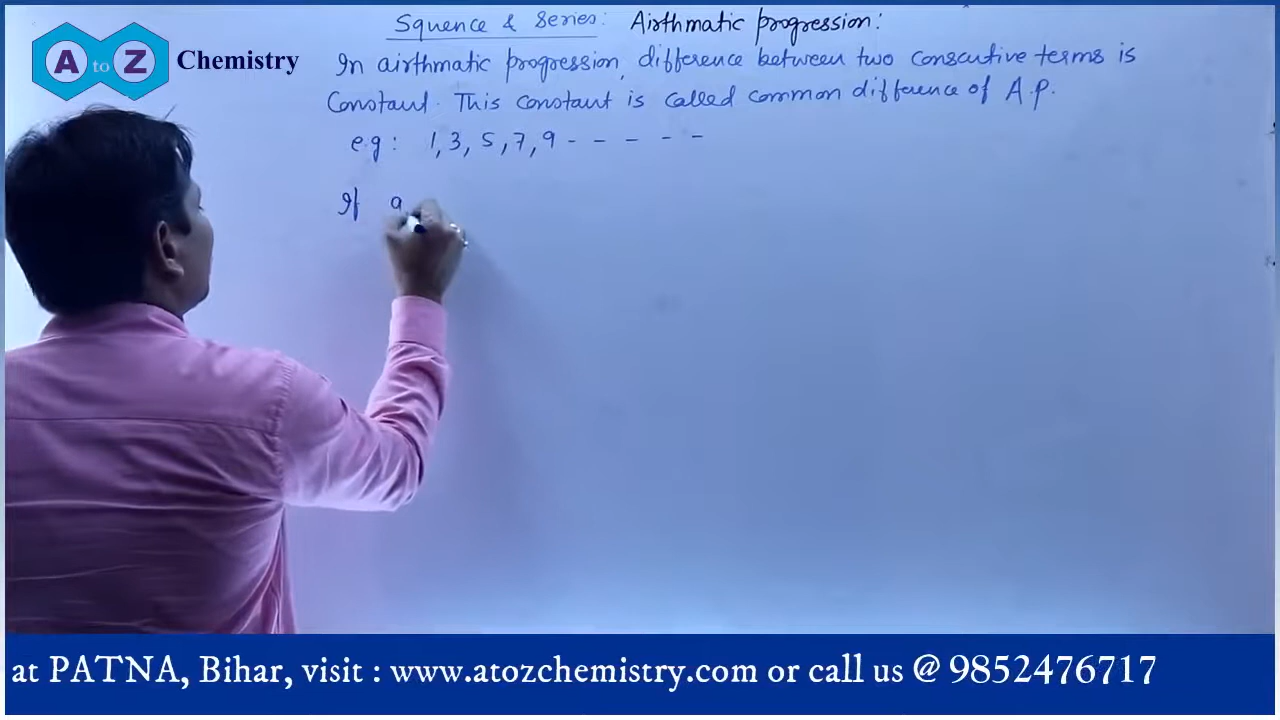 Squence & Series: Airthmatic progression:
A to Z Chemistry
In airthmatic progression, difference between two consecutive terms is
Constant. This constant is called common difference of A.P.
e.g: 1, 3, 5, 7, 9 - - - - -
If a
at PATNA, Bihar, visit : www.atozchemistry.com or call us @ 9852476717